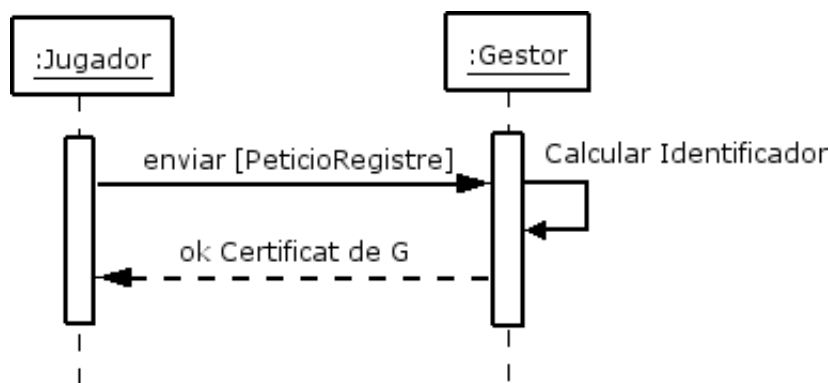 :Jugador
:Gestor
enviar [PeticioRegistre]
Calcular Identificador
ok Certificat de G